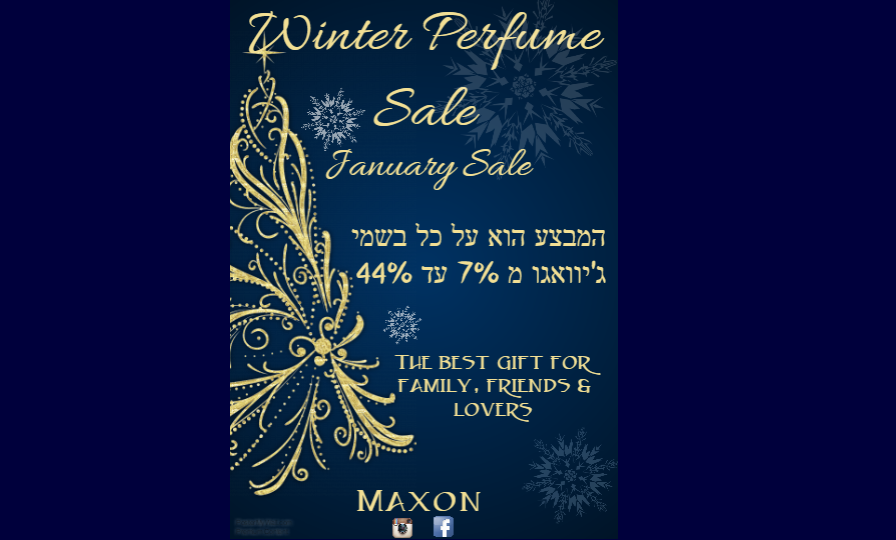 Winter Perfume
Sale
January Sale
המבצע הוא על כל בשמי
ג'יוואגו מ 7% עד 44%
THE BEST GIFT FOR
FAMILY, FRIENDS &
LOVERS
MAXON